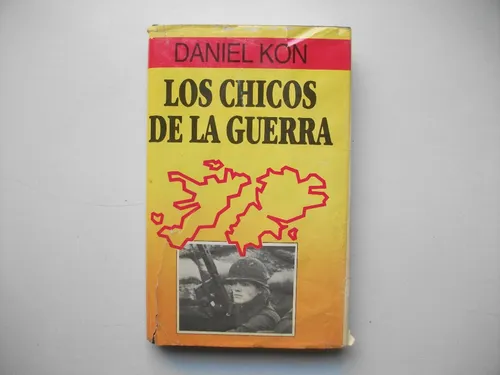 DANIEL KON
LOS CHICOS
DE LA GUERRA